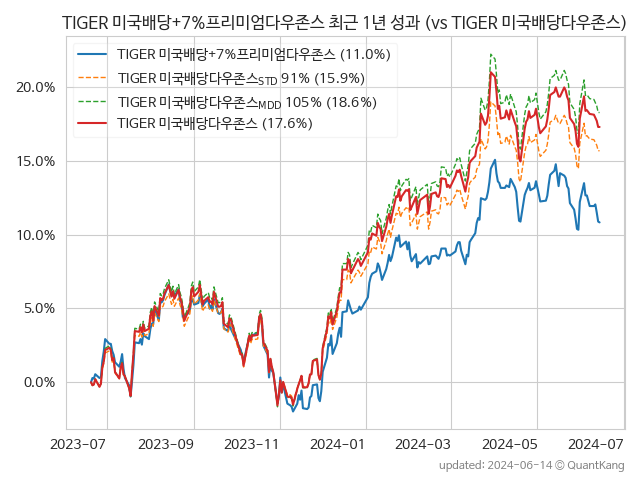 TIGER 미국배당+7%프리미엄다우존스 최근 1년 성과 (vs TIGER 미국배당다우존스)
TIGER 미국배당+7%프리미엄다우존스 (11.0%)
TIGER 미국배당다우존스STD 91% (15.9%)
TIGER 미국배당다우존스MDD 105% (18.6%)
TIGER 미국배당다우존스 (17.6%)
20.0%
15.0%
10.0%
5.0%
0.0%
2023-07 2023-09 2023-11 2024-01 2024-03 2024-05 2024-07
updated: 2024-06-14 © QuantKang